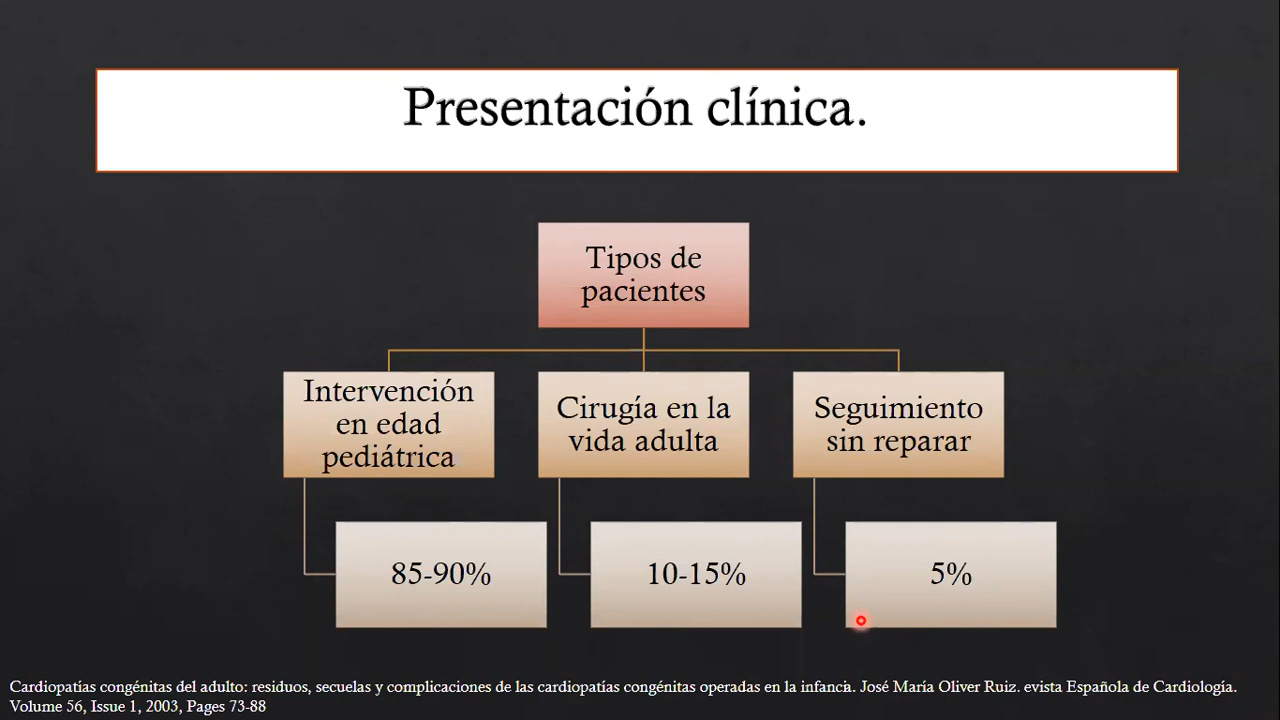 Presentación clínica.
Tipos de
pacientes
Intervención
en edad
pediátrica
Cirugía en la
vida adulta
Seguimiento
sin reparar
85-90%
10-15%
5%
Cardiopatías congénitas del adulto: residuos, secuelas y complicaciones de las cardiopatías congénitas operadas en la infancia. José María Oliver Ruiz. evista Española de Cardiología.
Volume 56, Issue 1, 2003, Pages 73-88